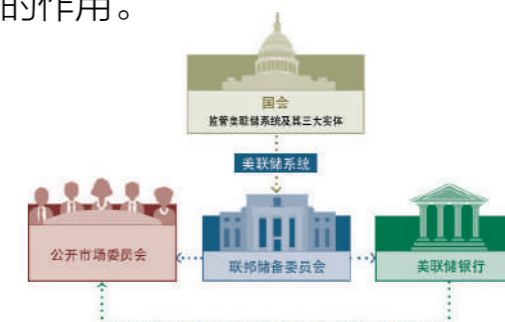 的作用。
国会
监管美联储系统及其三大实体
美联储系统
公开市场委员会
联邦储备委员会
美联储银行